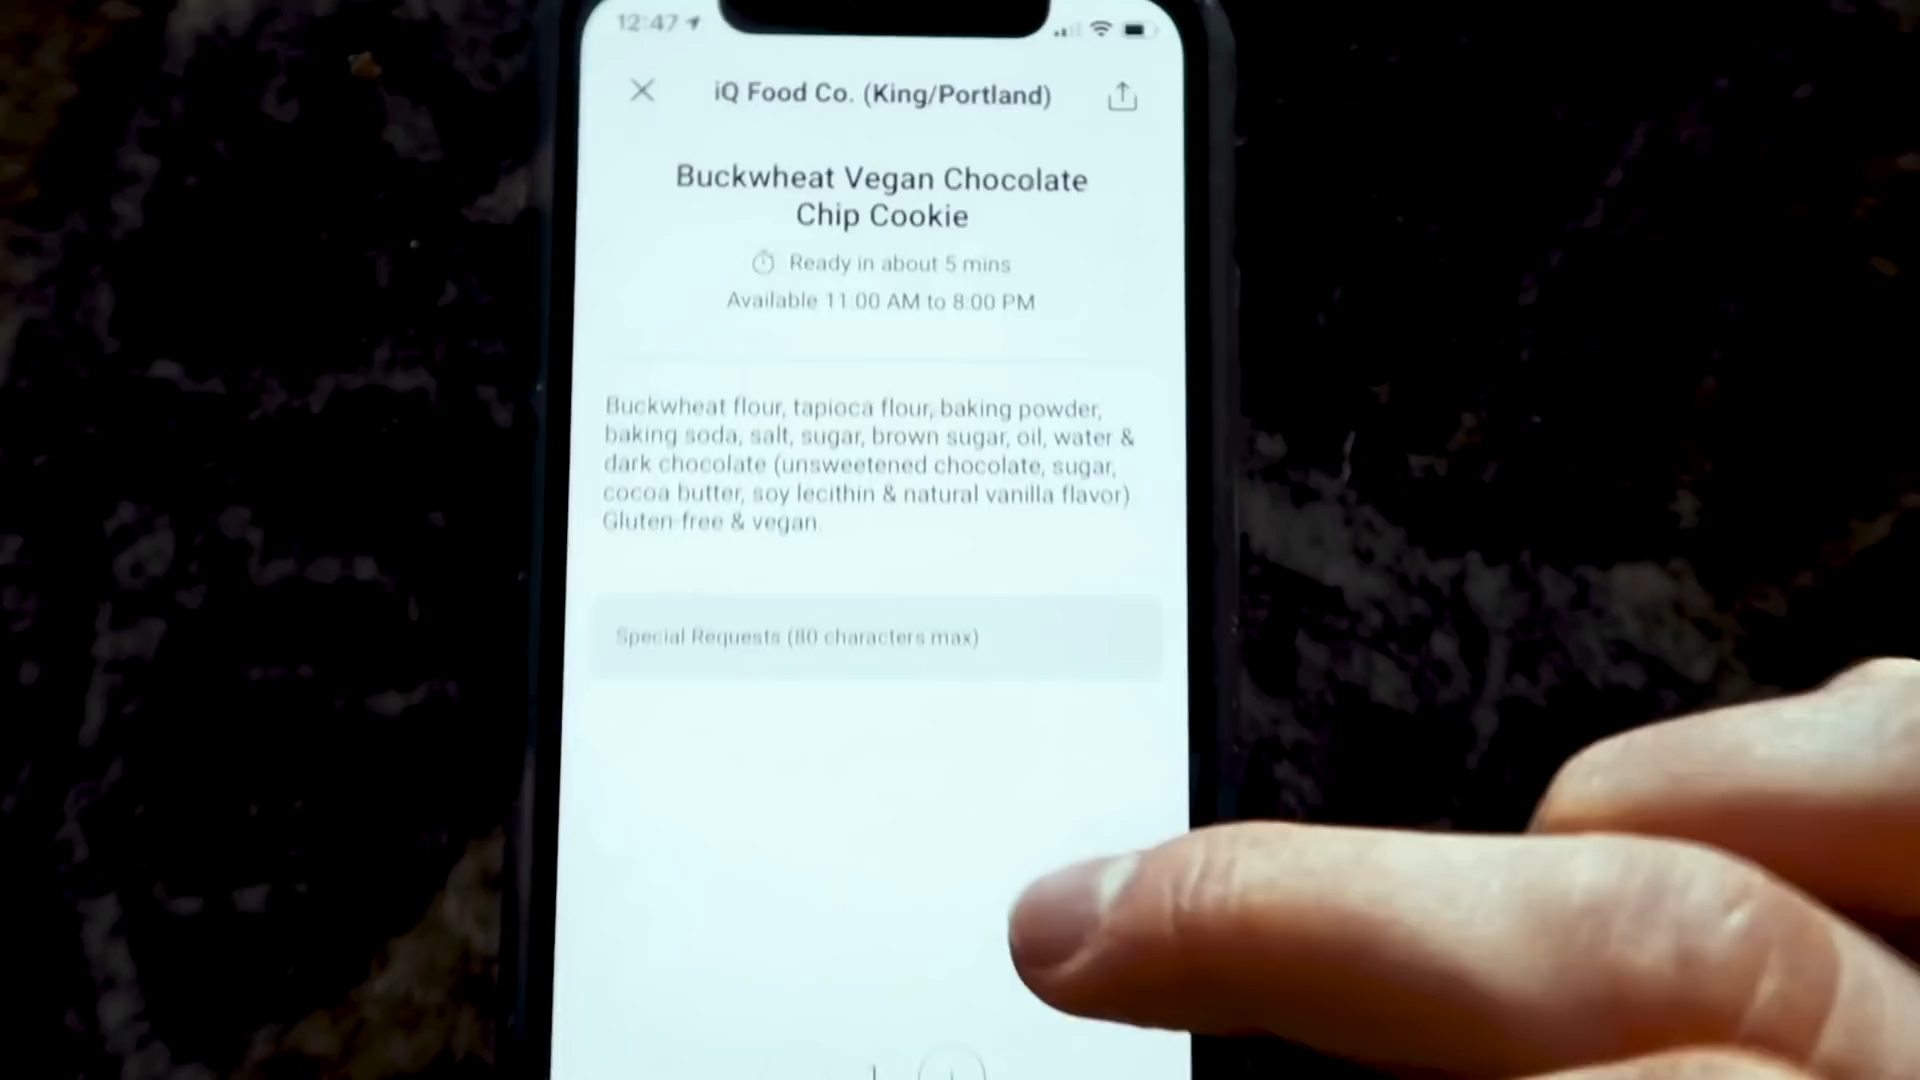 12:47
iQ Food Co. (King/Portland)
Buckwheat Vegan Chocolate
Chip Cookie
Ready in about 5 mins
Available 11:00 AM to 8:00 PM
Buckwheat flour, tapioca flour, baking powder,
baking soda, salt, sugar, brown sugar, oil, water &
dark chocolate (unsweetened chocolate, sugar,
cocoa butter, soy lecithin & natural vanilla flavor)
Gluten-free & vegan.
Special Requests (80 characters max)